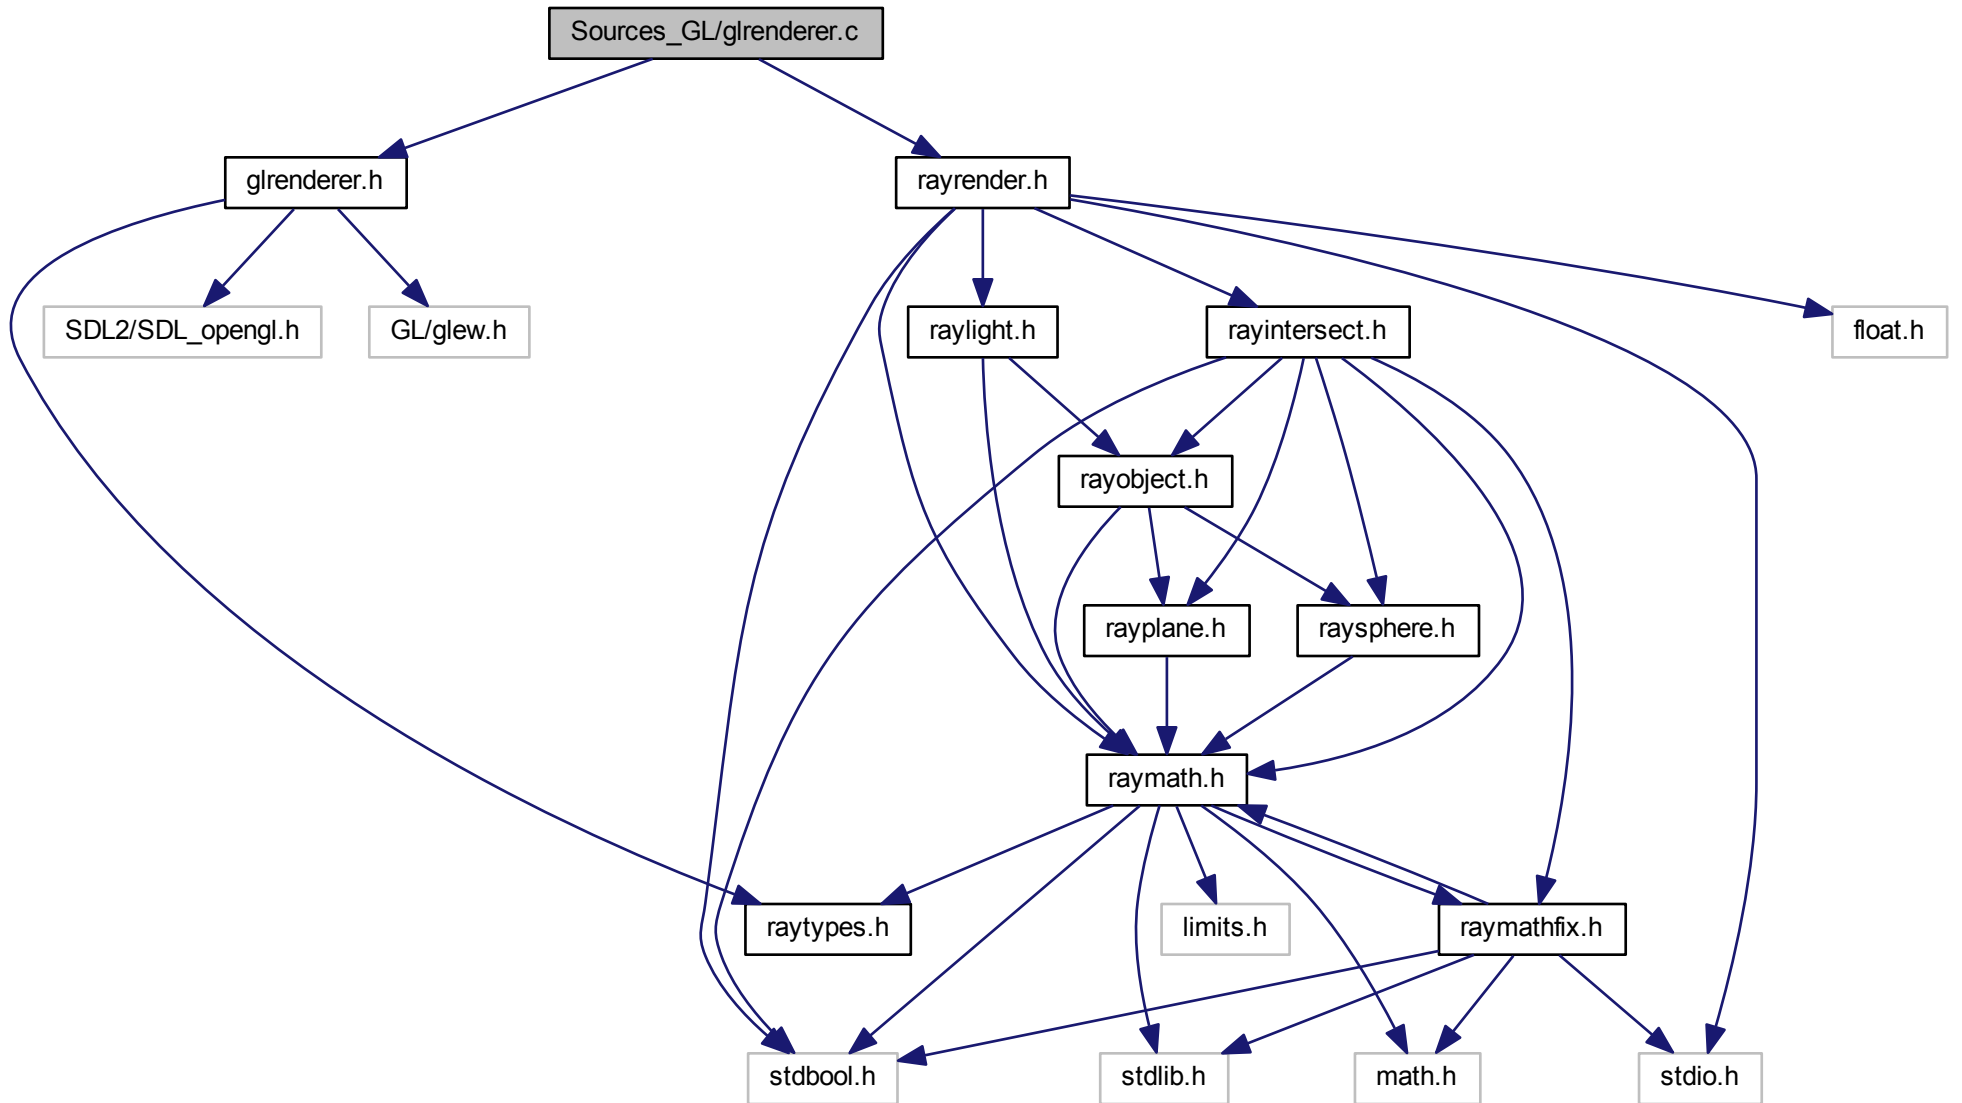 Sources_GL/glrenderer.c
glrenderer.h
rayrender.h
SDL2/SDL_opengl.h
GL/glew.h
raylight.h
rayintersect.h
float.h
rayobject.h
rayplane.h
raysphere.h
raymath.h
raytypes.h
limits.h
raymathfix.h
stdbool.h
stdlib.h
math.h
stdio.h